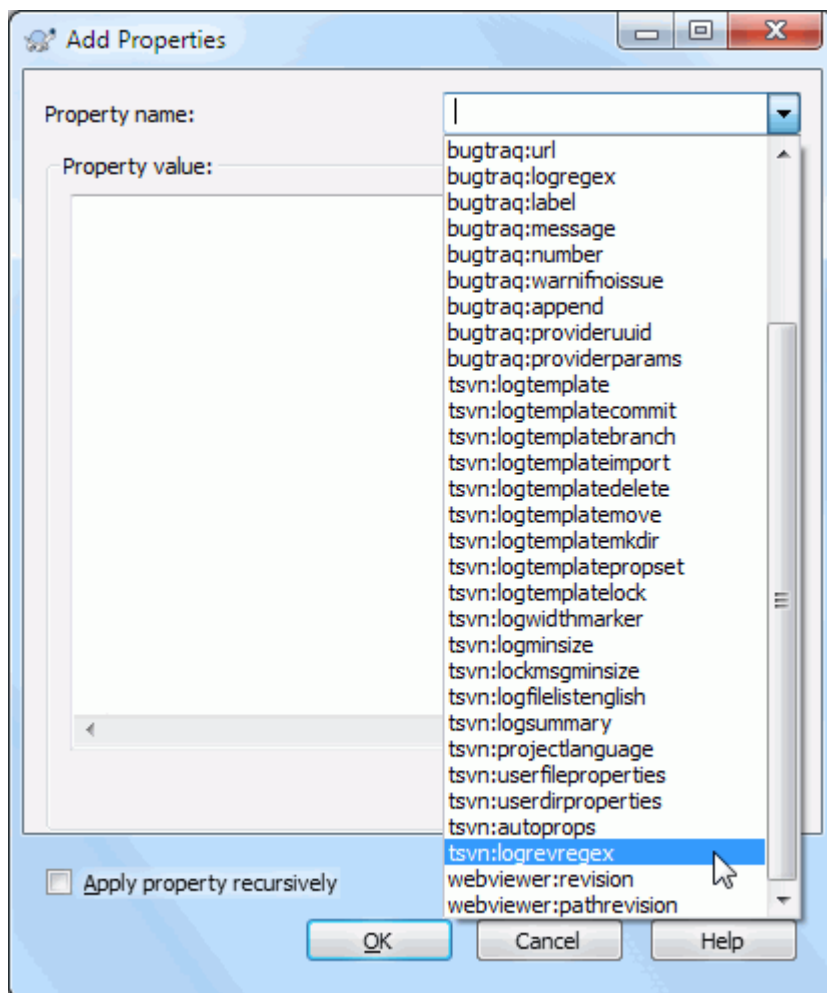 Add Properties
Property name:
Property value:
bugtraq:url
bugtraq:logregex
bugtraq:label
bugtraq:message
bugtraq:number
bugtraq:warnifnoissue
bugtraq:append
bugtraq:provideruuid
bugtraq:providerparams
tsvn:logtemplate
tsvn:logtemplatecommit
tsvn:logtemplatebranch
tsvn:logtemplateimport
tsvn:logtemplatedelete
tsvn:logtemplatemove
tsvn:logtemplatemkdir
tsvn:logtemplatepropset
tsvn:logtemplatelock
tsvn:logwidthmarker
tsvn:logminsize
tsvn:lockmsgminsize
tsvn:logfilelistenglish
tsvn:logsummary
tsvn:projectlanguage
tsvn:userfileproperties
tsvn:userdirproperties
tsvn:autoprops
tsvn:logrevregex
webviewer:revision
webviewer:pathrevision
Apply property recursively
OK Cancel Help